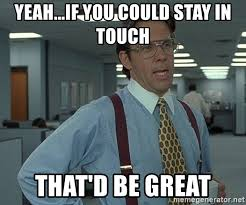 YEAH...IF YOU COULD STAY IN
TOUCH
THAT'D BE GREAT
memegenerator.net